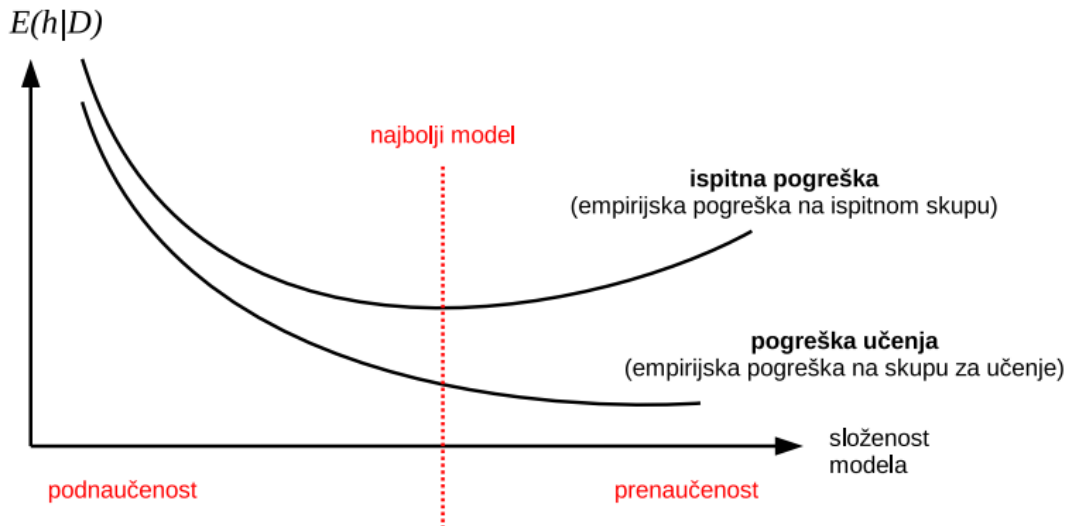 E(h|D)
najbolji model
ispitna pogreška
(empirijska pogreška na ispitnom skupu)
pogreška učenja
(empirijska pogreška na skupu za učenje)
složenost
modela
podnaučenost
prenaučenost